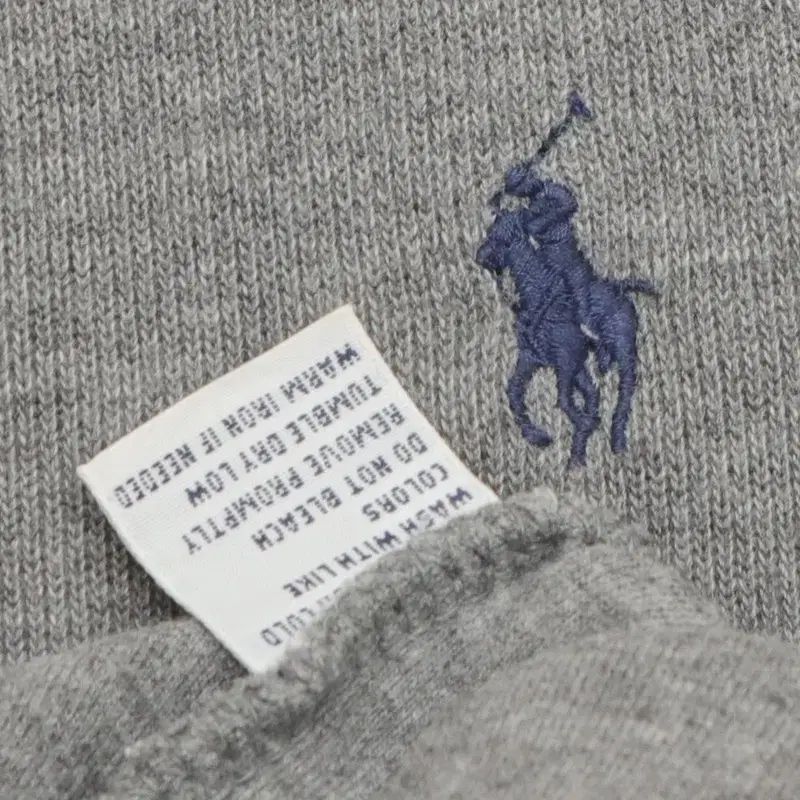 COLD
WASH WITH LIKE
COLORS
DO NOT BLEACH
REMOVE PROMPTLY
TUMBLE DRY LOW
WARM IRON IF NEEDED